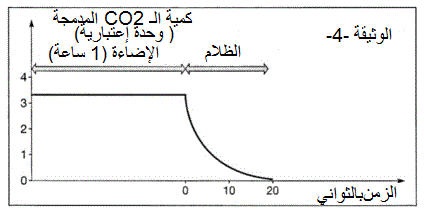 كمية الـ CO2 المدمجة
( وحدة إعتبارية)
الوثيقة -4-
الإضاءة (1 ساعة)
الظلام
4
3
2
1
0
0 10 20
الزمن بالثواني